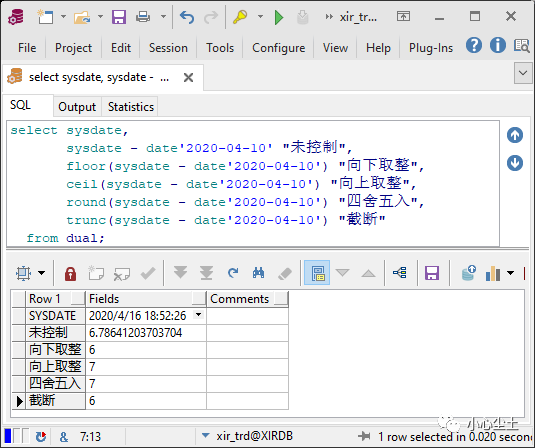 xir_trd...
File Project Edit Session Tools Configure View Help Plug-Ins
select sysdate, sysdate - ...
SQL Output Statistics
select sysdate,
sysdate - date'2020-04-10' "未控制",
floor(sysdate - date'2020-04-10') "向下取整",
ceil(sysdate - date'2020-04-10') "向上取整",
round(sysdate - date'2020-04-10') "四舍五入",
trunc(sysdate - date'2020-04-10') "截断"
from dual;
Row 1 Fields Comments
SYSDATE 2020/4/16 18:52:26
未控制 6.78641203703704
向下取整 6
向上取整 7
四舍五入 7
截断 6
小心尘土
& 7:13 xir_trd@XIRDB 1 row selected in 0.020 second